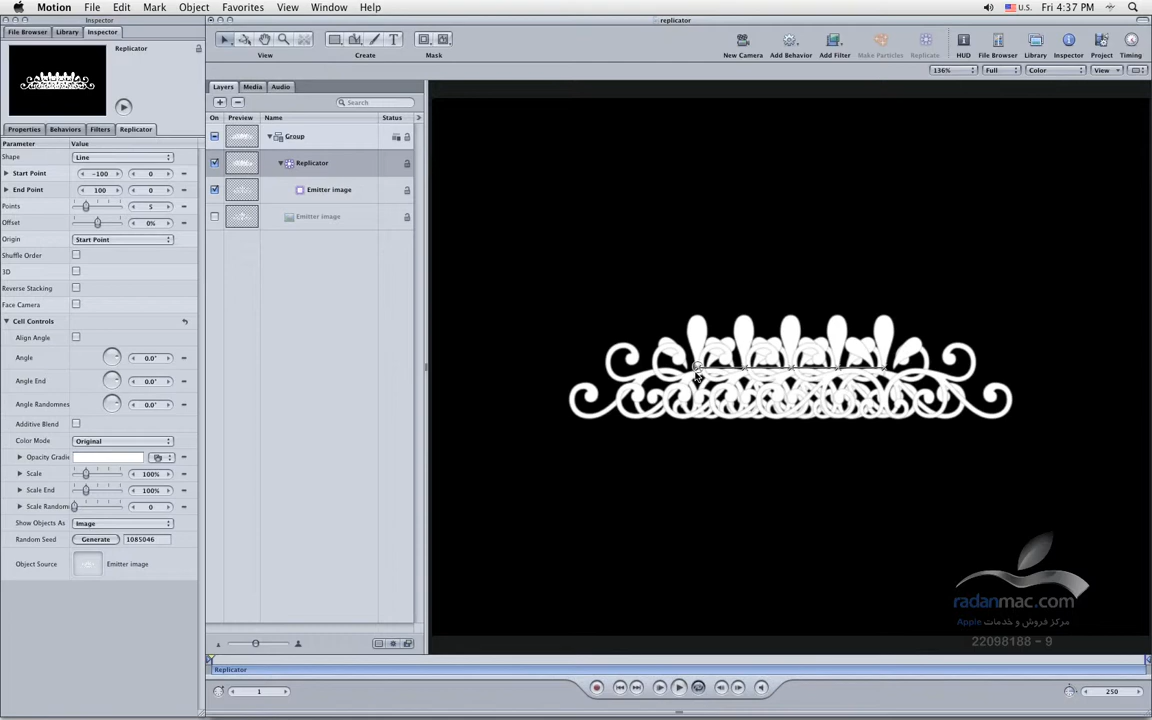 Motion File Edit Mark Object Favorites View Window Help U.S. Fri 4:37 PM
Inspector
replicator
File Browser Library Inspector
Replicator
View Create Mask
New Camera Add Behavior Add Filter Make Particles Replicate HUD File Browser Library Inspector Project Timing
136% Full Color View
Layers Media Audio
Search
On Preview Name Status
Group
Replicator
Emitter image
Emitter image
Properties Behaviors Filters Replicator
Parameter Value
Shape Line
Start Point -100 0
End Point 100 0
Points 5
Offset 0%
Origin Start Point
Shuffle Order
3D
Reverse Stacking
Face Camera
Cell Controls
Align Angle
Angle 0.0°
Angle End 0.0°
Angle Randomnes 0.0°
Additive Blend
Color Mode Original
Opacity Gradi
Scale 100%
Scale End 100%
Scale Random 0
Show Objects As Image
Random Seed Generate 1085046
Object Source Emitter image
radanmac.com
مرکز فروش و خدمات Apple
22098188 - 9
Replicator
1
250